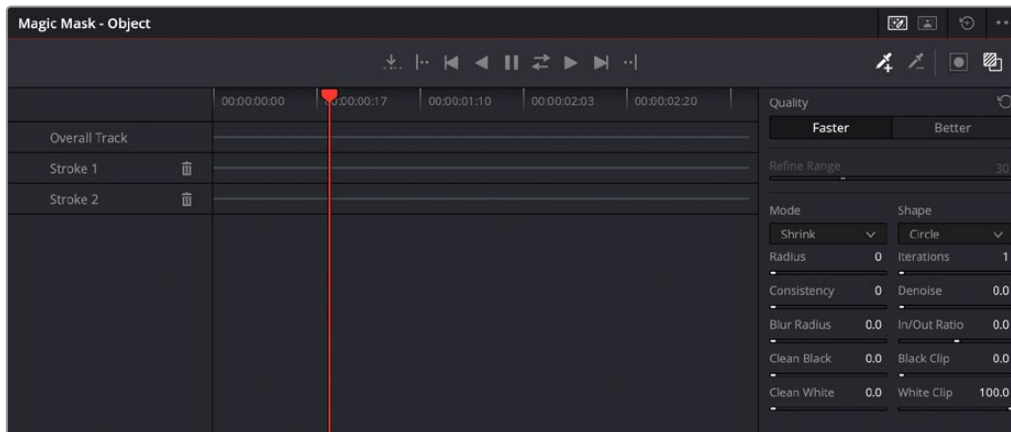 Magic Mask - Object
00:00:00:00 00:00:00:17 00:00:01:10 00:00:02:03 00:00:02:20
Overall Track
Stroke 1
Stroke 2
Quality
Faster Better
Refine Range 30
Mode Shape
Shrink Circle
Radius 0 Iterations 1
Consistency 0 Denoise 0.0
Blur Radius 0.0 In/Out Ratio 0.0
Clean Black 0.0 Black Clip 0.0
Clean White 0.0 White Clip 100.0